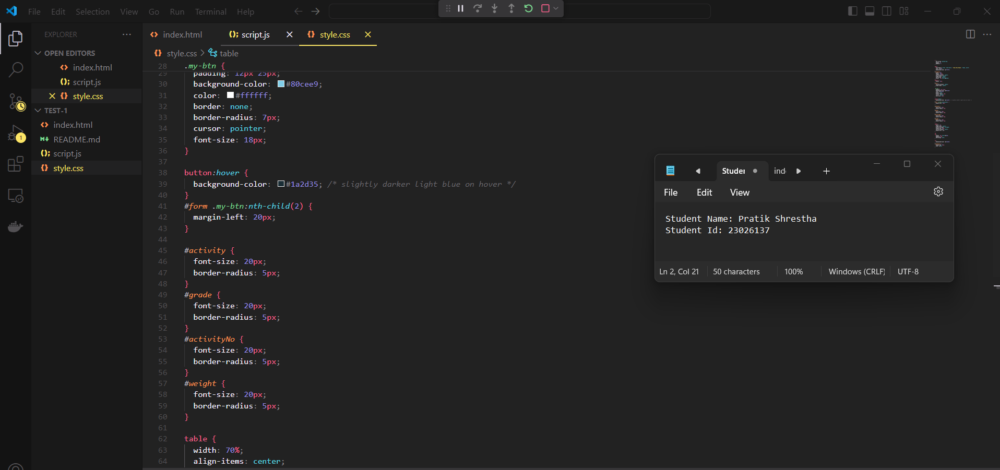 File Edit Selection View Go Run Terminal Help
EXPLORER
OPEN EDITORS
index.html
script.js
style.css
TEST-1
index.html
README.md
script.js
style.css
1
index.html script.js style.css
style.css > table
28 .my-btn {
29 padding: 12px 25px;
30 background-color: #80cee9;
31 color: #ffffff;
32 border: none;
33 border-radius: 7px;
34 cursor: pointer;
35 font-size: 18px;
36 }
37
38 button:hover {
39 background-color: #1a2d35; /* slightly darker light blue on hover */
40 }
41 #form .my-btn:nth-child(2) {
42 margin-left: 20px;
43 }
44
45 #activity {
46 font-size: 20px;
47 border-radius: 5px;
48 }
49 #grade {
50 font-size: 20px;
51 border-radius: 5px;
52 }
53 #activityNo {
54 font-size: 20px;
55 border-radius: 5px;
56 }
57 #weight {
58 font-size: 20px;
59 border-radius: 5px;
60 }
61
62 table {
63 width: 70%;
64 align-items: center;
Studer ind
File Edit View
Student Name: Pratik Shrestha
Student Id: 23026137
Ln 2, Col 21 50 characters 100% Windows (CRLF) UTF-8